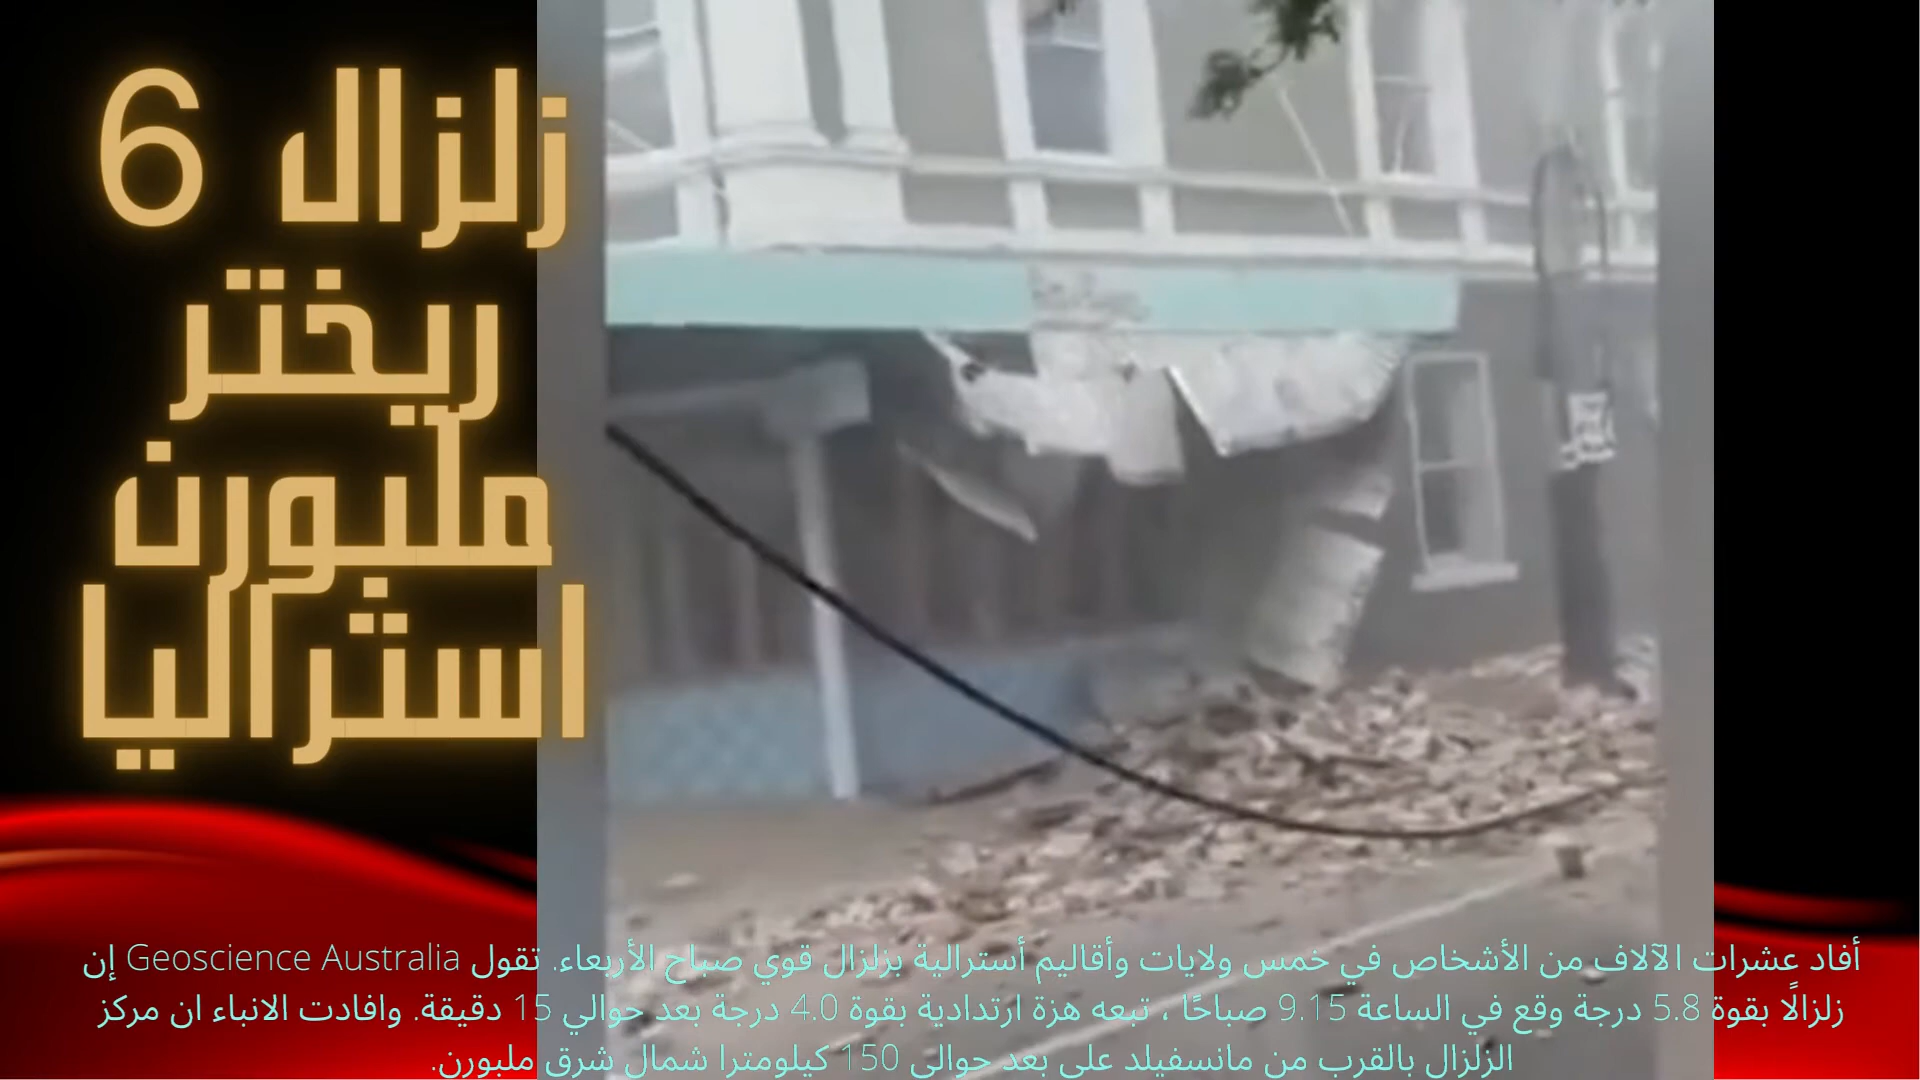 زلزال 6
ريختر
ملبورن
استراليا
أفاد عشرات الآلاف من الأشخاص في خمس ولايات وأقاليم أسترالية بزلزال قوي صباح الأربعاء. تقول Geoscience Australia إن
زلزالًا بقوة 5.8 درجة وقع في الساعة 9.15 صباحًا ، تبعه هزة ارتدادية بقوة 4.0 درجة بعد حوالي 15 دقيقة. وافادت الانباء ان مركز
الزلزال بالقرب من مانسفيلد على بعد حوالى 150 كيلومترا شمال شرق ملبورن.